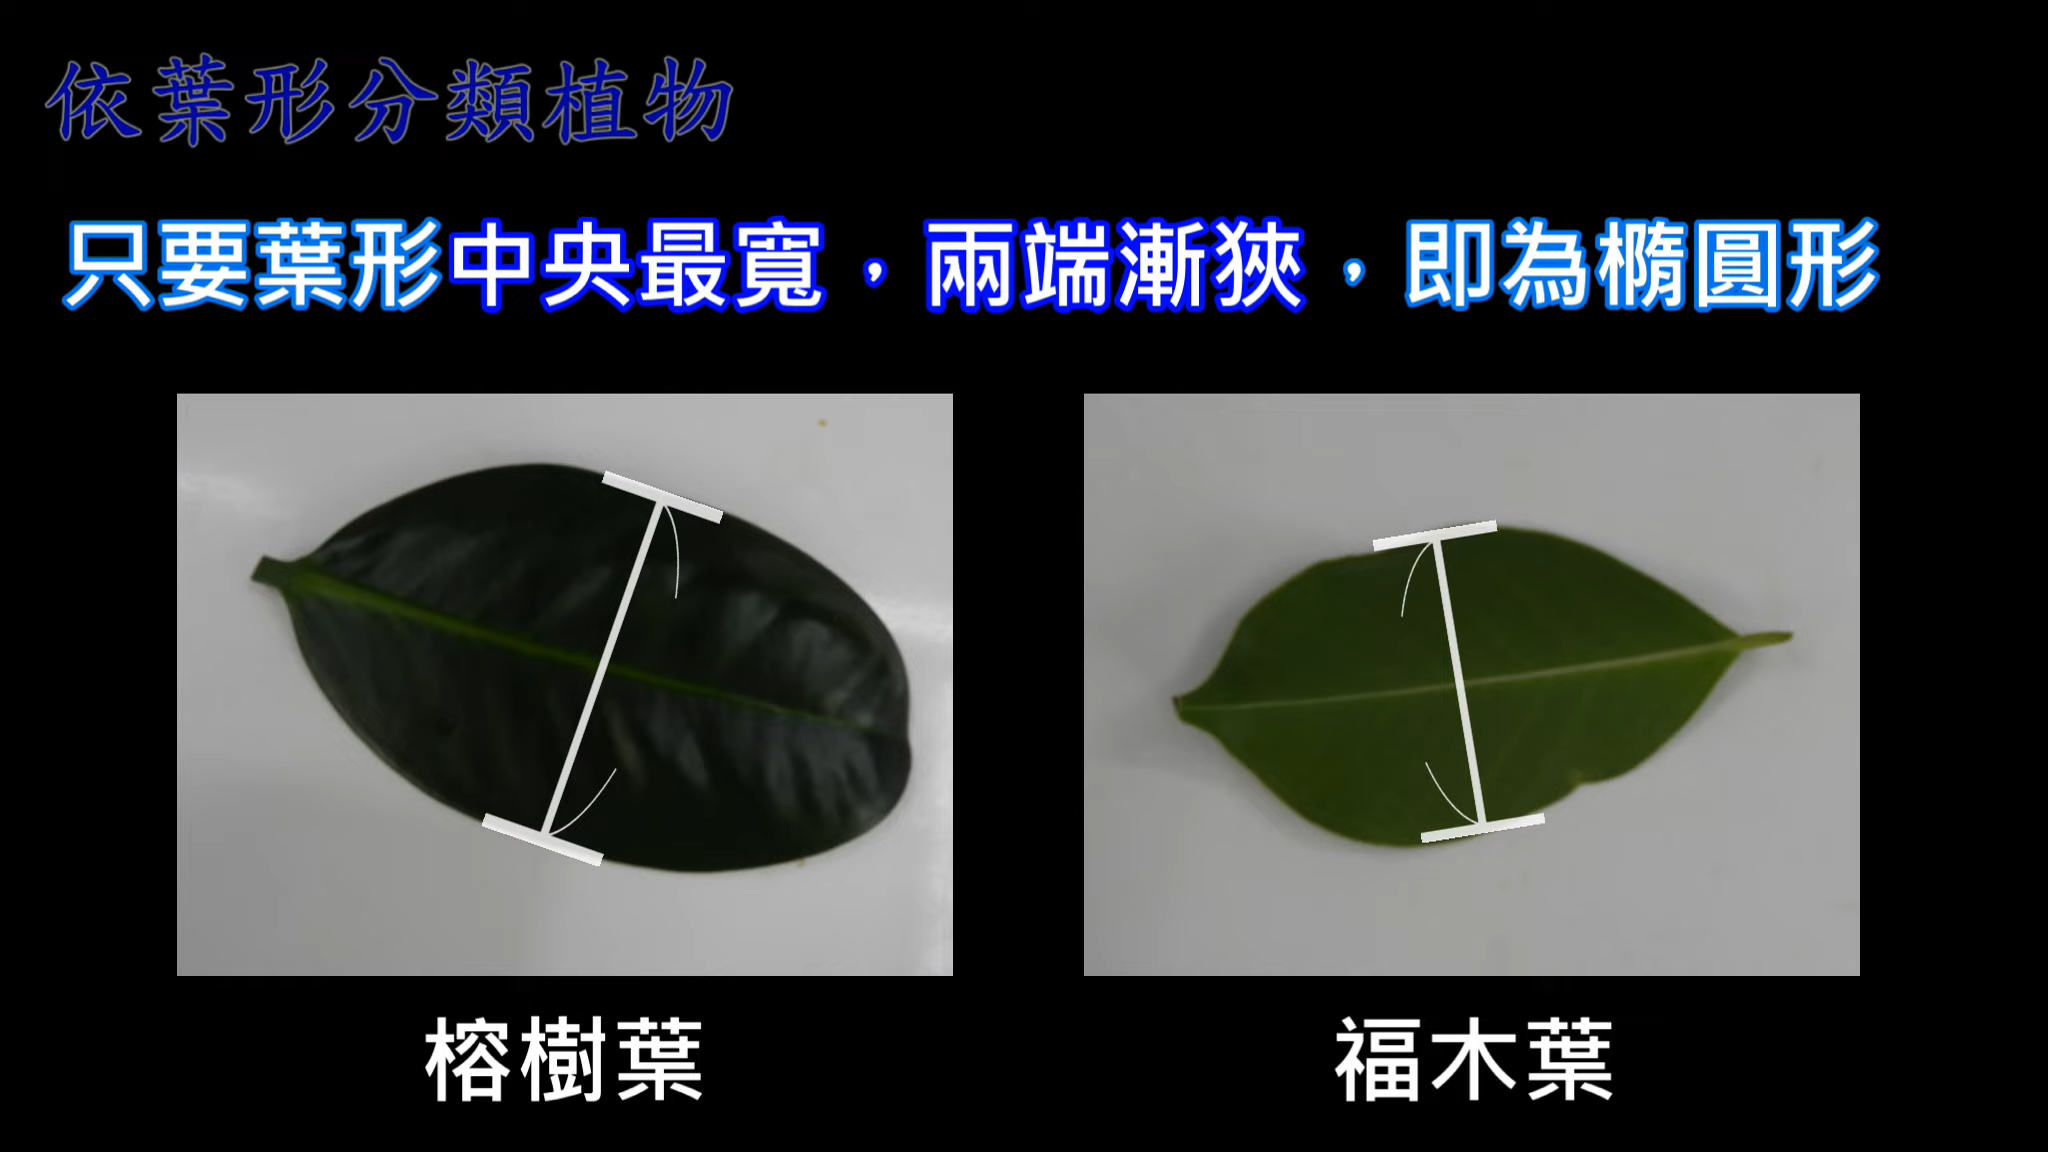 依葉形分類植物
只要葉形中央最寬，兩端漸狹，即為橢圓形
榕樹葉
福木葉